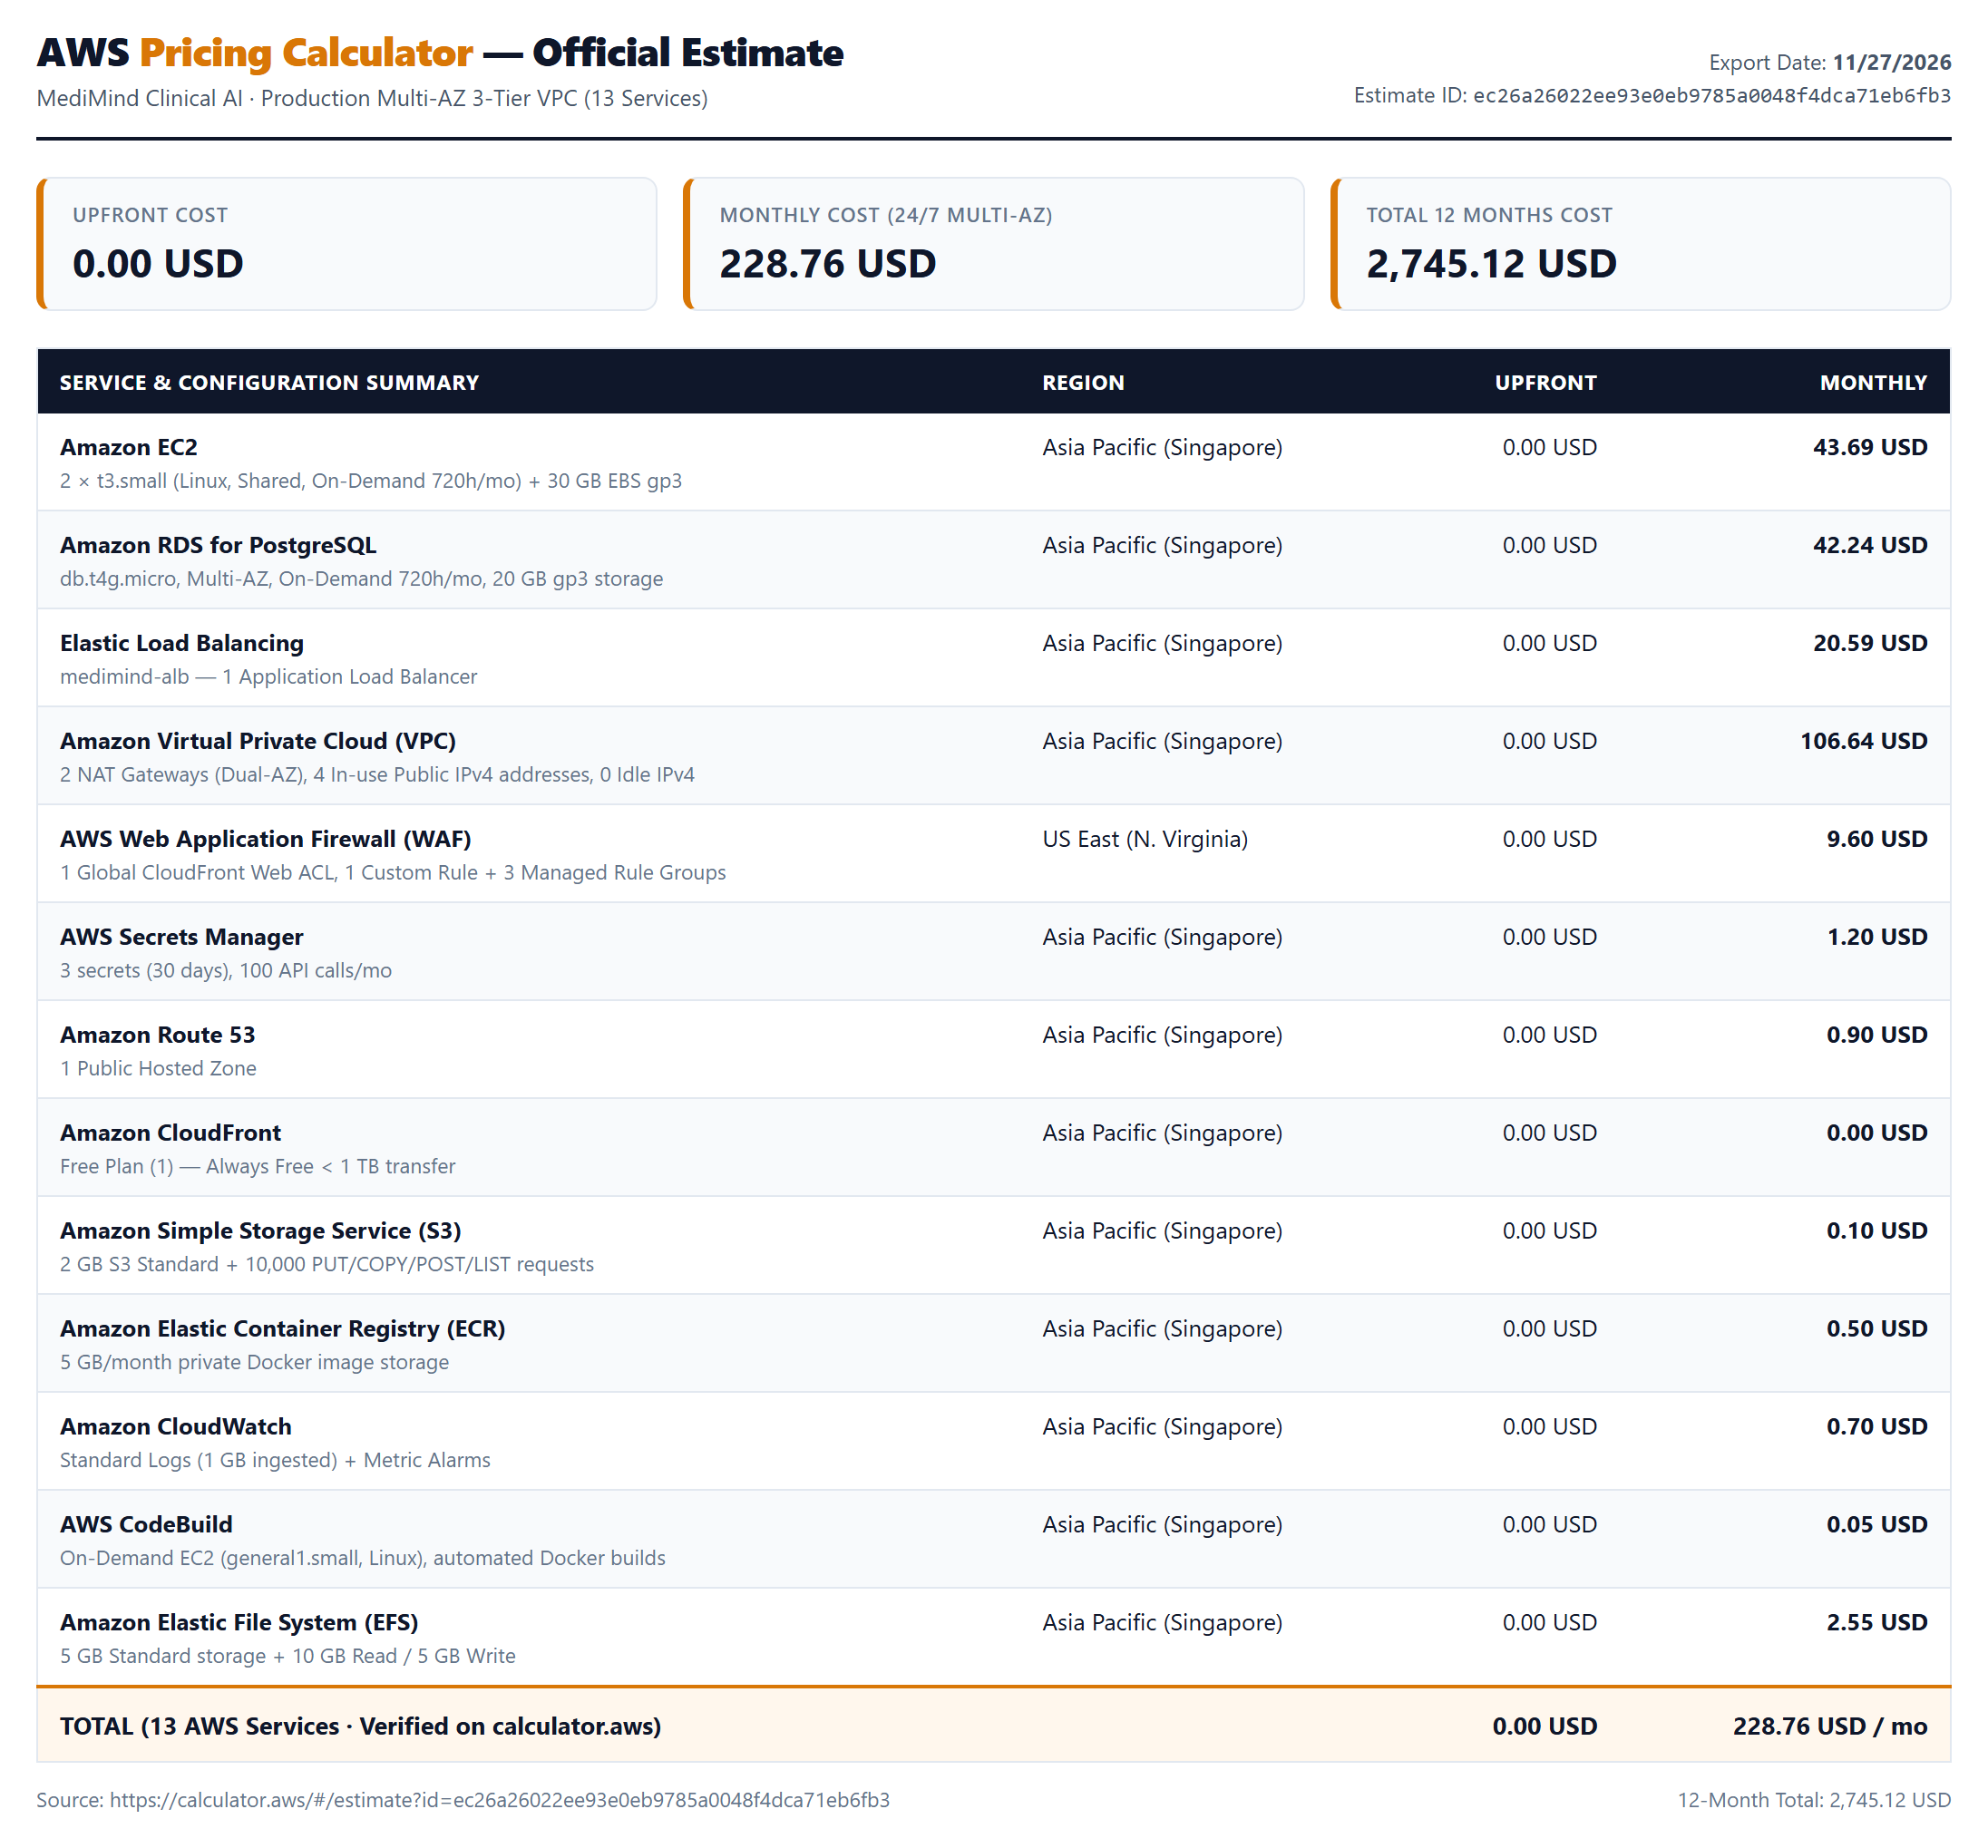 AWS Pricing Calculator — Official Estimate
MediMind Clinical AI · Production Multi-AZ 3-Tier VPC (13 Services)
Export Date: 11/27/2026
Estimate ID: ec26a26022ee93e0eb9785a0048f4dca71eb6fb3
UPFRONT COST
0.00 USD
MONTHLY COST (24/7 MULTI-AZ)
228.76 USD
TOTAL 12 MONTHS COST
2,745.12 USD
SERVICE & CONFIGURATION SUMMARY REGION UPFRONT MONTHLY
Amazon EC2 Asia Pacific (Singapore) 0.00 USD 43.69 USD
2 × t3.small (Linux, Shared, On-Demand 720h/mo) + 30 GB EBS gp3
Amazon RDS for PostgreSQL Asia Pacific (Singapore) 0.00 USD 42.24 USD
db.t4g.micro, Multi-AZ, On-Demand 720h/mo, 20 GB gp3 storage
Elastic Load Balancing Asia Pacific (Singapore) 0.00 USD 20.59 USD
medimind-alb — 1 Application Load Balancer
Amazon Virtual Private Cloud (VPC) Asia Pacific (Singapore) 0.00 USD 106.64 USD
2 NAT Gateways (Dual-AZ), 4 In-use Public IPv4 addresses, 0 Idle IPv4
AWS Web Application Firewall (WAF) US East (N. Virginia) 0.00 USD 9.60 USD
1 Global CloudFront Web ACL, 1 Custom Rule + 3 Managed Rule Groups
AWS Secrets Manager Asia Pacific (Singapore) 0.00 USD 1.20 USD
3 secrets (30 days), 100 API calls/mo
Amazon Route 53 Asia Pacific (Singapore) 0.00 USD 0.90 USD
1 Public Hosted Zone
Amazon CloudFront Asia Pacific (Singapore) 0.00 USD 0.00 USD
Free Plan (1) — Always Free < 1 TB transfer
Amazon Simple Storage Service (S3) Asia Pacific (Singapore) 0.00 USD 0.10 USD
2 GB S3 Standard + 10,000 PUT/COPY/POST/LIST requests
Amazon Elastic Container Registry (ECR) Asia Pacific (Singapore) 0.00 USD 0.50 USD
5 GB/month private Docker image storage
Amazon CloudWatch Asia Pacific (Singapore) 0.00 USD 0.70 USD
Standard Logs (1 GB ingested) + Metric Alarms
AWS CodeBuild Asia Pacific (Singapore) 0.00 USD 0.05 USD
On-Demand EC2 (general1.small, Linux), automated Docker builds
Amazon Elastic File System (EFS) Asia Pacific (Singapore) 0.00 USD 2.55 USD
5 GB Standard storage + 10 GB Read / 5 GB Write
TOTAL (13 AWS Services · Verified on calculator.aws) 0.00 USD 228.76 USD / mo
Source: https://calculator.aws/#/estimate?id=ec26a26022ee93e0eb9785a0048f4dca71eb6fb3
12-Month Total: 2,745.12 USD